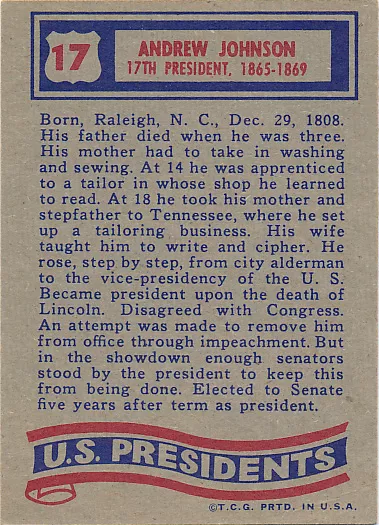 17
ANDREW JOHNSON
17TH PRESIDENT, 1865-1869
Born, Raleigh, N. C., Dec. 29, 1808.
His father died when he was three.
His mother had to take in washing
and sewing. At 14 he was apprenticed
to a tailor in whose shop he learned
to read. At 18 he took his mother and
stepfather to Tennessee, where he set
up a tailoring business. His wife
taught him to write and cipher. He
rose, step by step, from city alderman
to the vice-presidency of the U. S.
Became president upon the death of
Lincoln. Disagreed with Congress.
An attempt was made to remove him
from office through impeachment. But
in the showdown enough senators
stood by the president to keep this
from being done. Elected to Senate
five years after term as president.
U.S. PRESIDENTS
©T.C.G. PRTD. IN U.S.A.